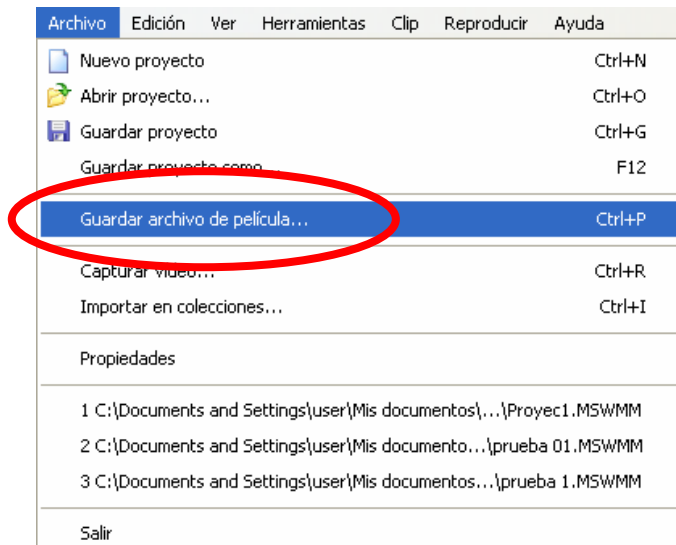 Archivo Edición Ver Herramientas Clip Reproducir Ayuda
Nuevo proyecto Ctrl+N
Abrir proyecto... Ctrl+O
Guardar proyecto Ctrl+G
Guardar proyecto como... F12
Guardar archivo de película... Ctrl+P
Capturar vídeo... Ctrl+R
Importar en colecciones... Ctrl+I
Propiedades
1 C:\Documents and Settings\user\Mis documentos\...\Proyec1.MSWMM
2 C:\Documents and Settings\user\Mis documento...\prueba 01.MSWMM
3 C:\Documents and Settings\user\Mis documentos...\prueba 1.MSWMM
Salir